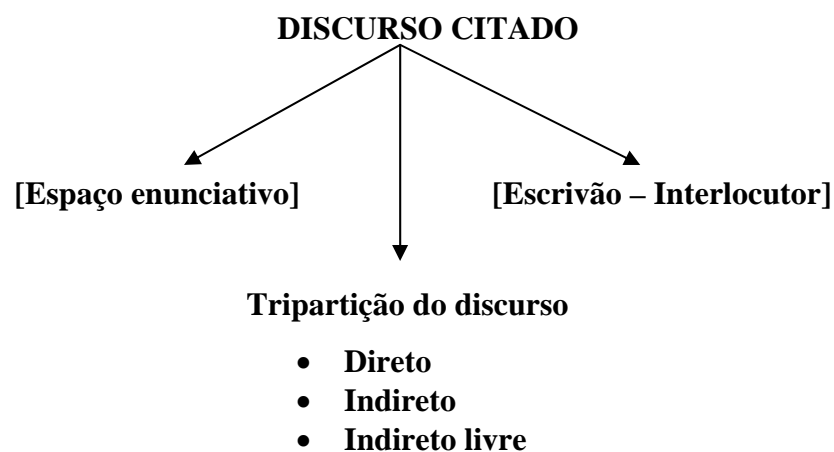 DISCURSO CITADO
[Espaço enunciativo]
[Escrivão – Interlocutor]
Tripartição do discurso
• Direto
• Indireto
• Indireto livre